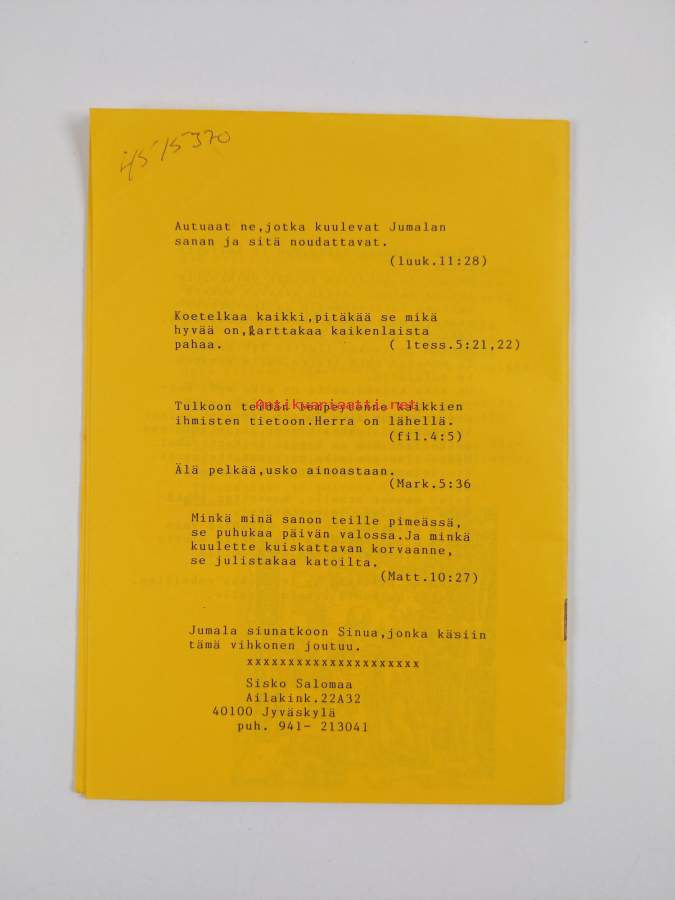 15 370
Autuaat ne,jotka kuulevat Jumalan
sanan ja sitä noudattavat.
(luuk.11:28)
Koetelkaa kaikki,pitäkää se mikä
hyvää on,karttakaa kaikenlaista
pahaa. ( 1tess.5:21,22)
Antikvariaatti.net
Tulkoon teidän lempeytenne kaikkien
ihmisten tietoon.Herra on lähellä.
(fil.4:5)
Älä pelkää,usko ainoastaan.
(Mark.5:36
Minkä minä sanon teille pimeässä,
se puhukaa päivän valossa.Ja minkä
kuulette kuiskattavan korvaanne,
se julistakaa katoilta.
(Matt.10:27)
Jumala siunatkoon Sinua,jonka käsiin
tämä vihkonen joutuu.
xxxxxxxxxxxxxxxxxxxxx
Sisko Salomaa
Ailakink.22A32
40100 Jyväskylä
puh. 941- 213041